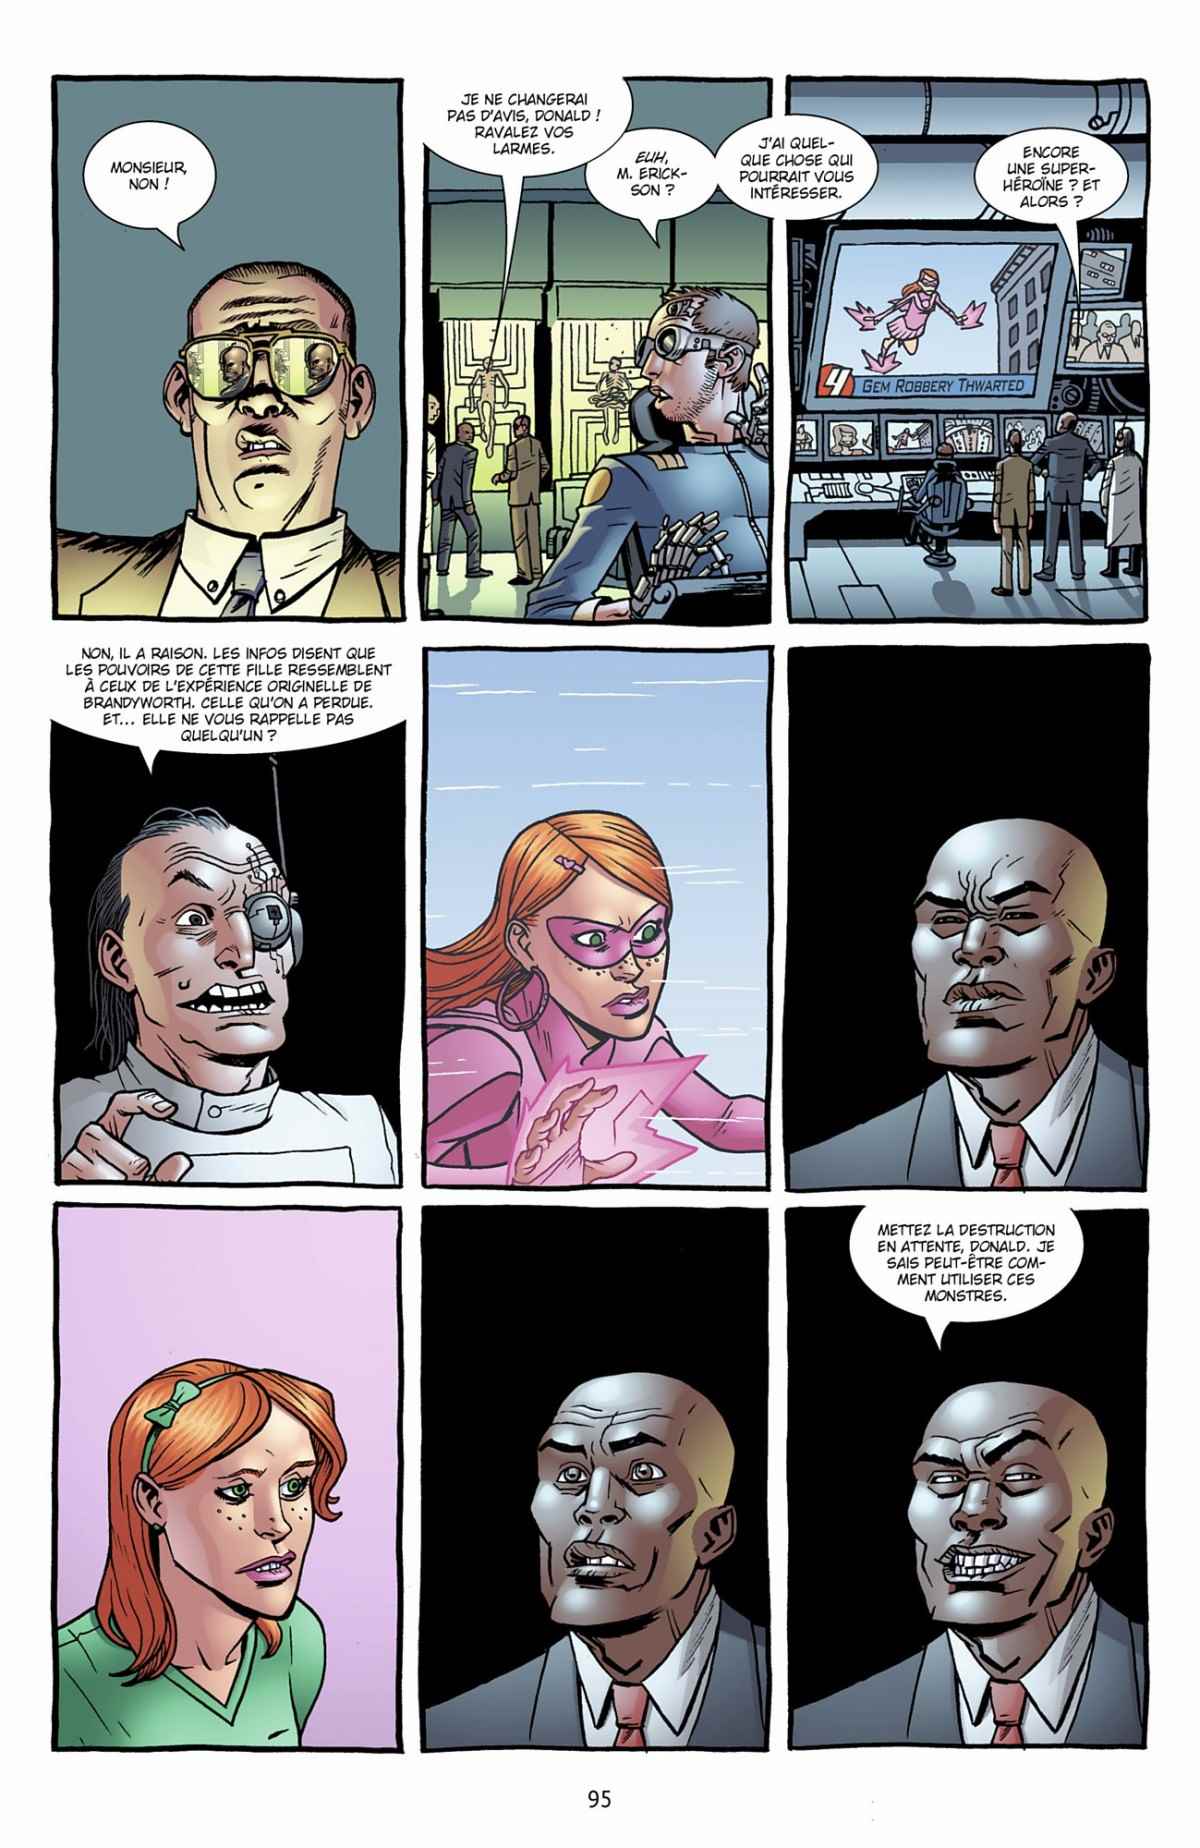 MONSIEUR,
NON !
JE NE CHANGERAI
PAS D'AVIS, DONALD !
RAVALEZ VOS
LARMES.
EUH,
M. ERICK-
SON ?
J'AI QUEL-
QUE CHOSE QUI
POURRAIT VOUS
INTÉRESSER.
ENCORE
UNE SUPER-
HÉROÏNE ? ET
ALORS ?
4 GEM ROBBERY THWARTED
NON, IL A RAISON. LES INFOS DISENT QUE
LES POUVOIRS DE CETTE FILLE RESSEMBLENT
À CEUX DE L'EXPÉRIENCE ORIGINELLE DE
BRANDYWORTH. CELLE QU'ON A PERDUE.
ET... ELLE NE VOUS RAPPELLE PAS
QUELQU'UN ?
METTEZ LA DESTRUCTION
EN ATTENTE, DONALD. JE
SAIS PEUT-ÊTRE COM-
MENT UTILISER CES
MONSTRES.
95